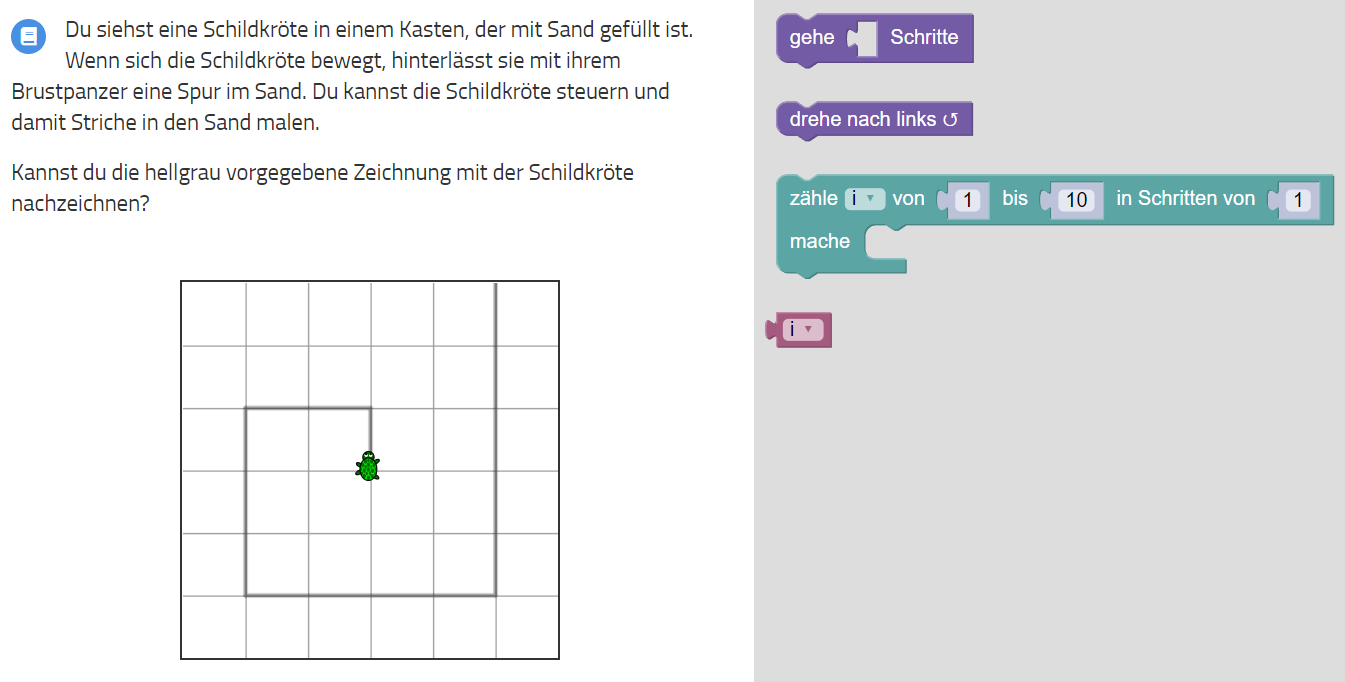 Du siehst eine Schildkröte in einem Kasten, der mit Sand gefüllt ist.
Wenn sich die Schildkröte bewegt, hinterlässt sie mit ihrem
Brustpanzer eine Spur im Sand. Du kannst die Schildkröte steuern und
damit Striche in den Sand malen.
Kannst du die hellgrau vorgegebene Zeichnung mit der Schildkröte
nachzeichnen?
gehe Schritte
drehe nach links ↺
zähle i ▾ von 1 bis 10 in Schritten von 1
mache
i ▾